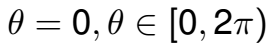 θ = 0, θ ∈ [0, 2π)